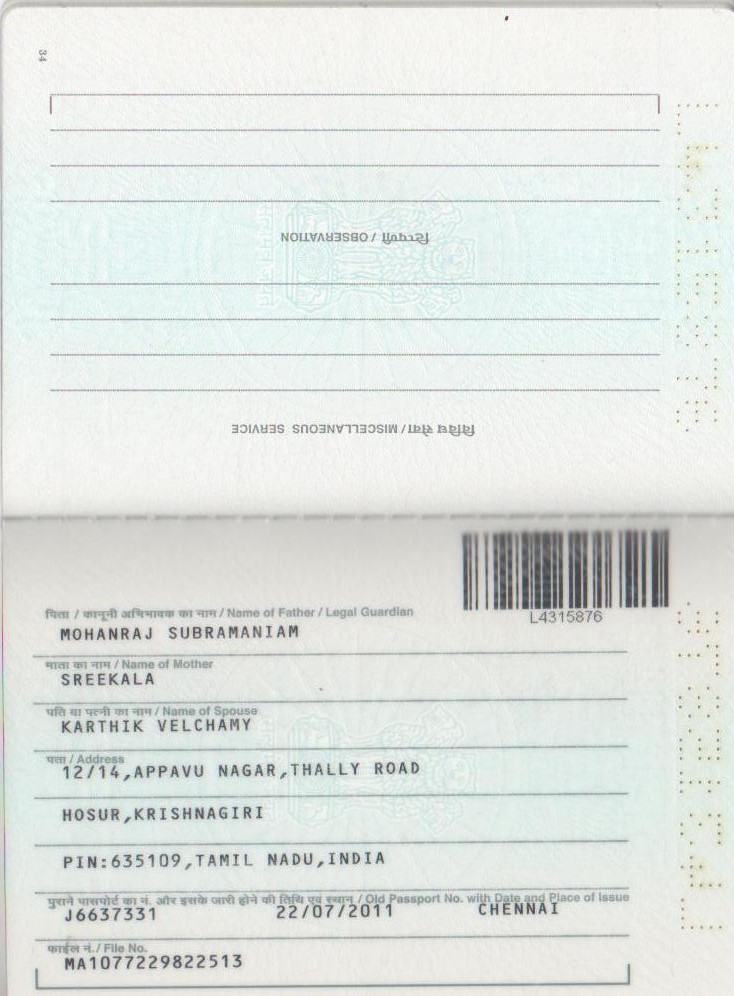 34
टिप्पणी / OBSERVATION
विविध सेवा / MISCELLANEOUS SERVICE
L4315876
पिता / कानूनी अभिभावक का नाम / Name of Father / Legal Guardian
MOHANRAJ SUBRAMANIAM
माता का नाम / Name of Mother
SREEKALA
पति या पत्नी का नाम / Name of Spouse
KARTHIK VELCHAMY
पता / Address
12/14,APPAVU NAGAR,THALLY ROAD
HOSUR,KRISHNAGIRI
PIN:635109,TAMIL NADU,INDIA
पुराने पासपोर्ट का नं. और इसके जारी होने की तिथि एवं स्थान / Old Passport No. with Date and Place of Issue
J6637331 22/07/2011 CHENNAI
फाईल नं./ File No.
MA1077229822513